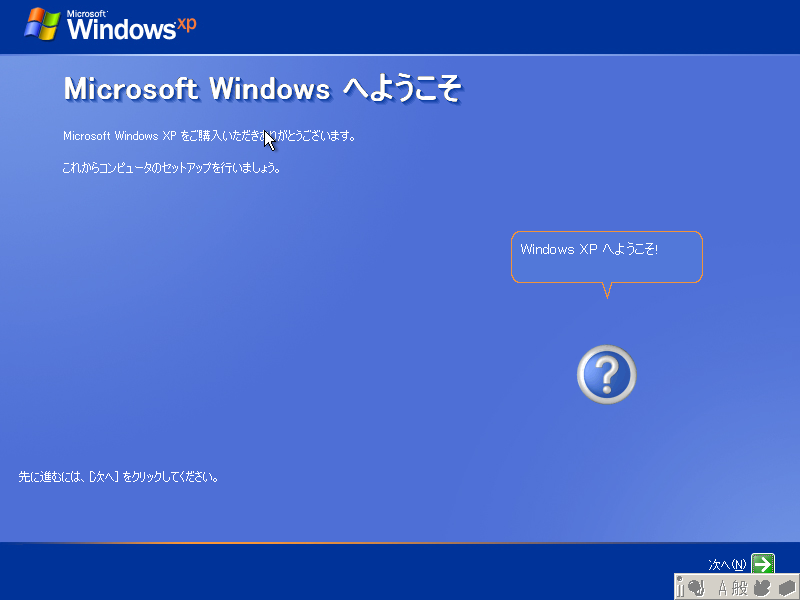 Microsoft
Windows xp
Microsoft Windows へようこそ
Microsoft Windows XP をご購入いただきありがとうございます。
これからコンピュータのセットアップを行いましょう。
Windows XP へようこそ!
?
先に進むには、[次へ] をクリックしてください。
次へ(N)
A 般